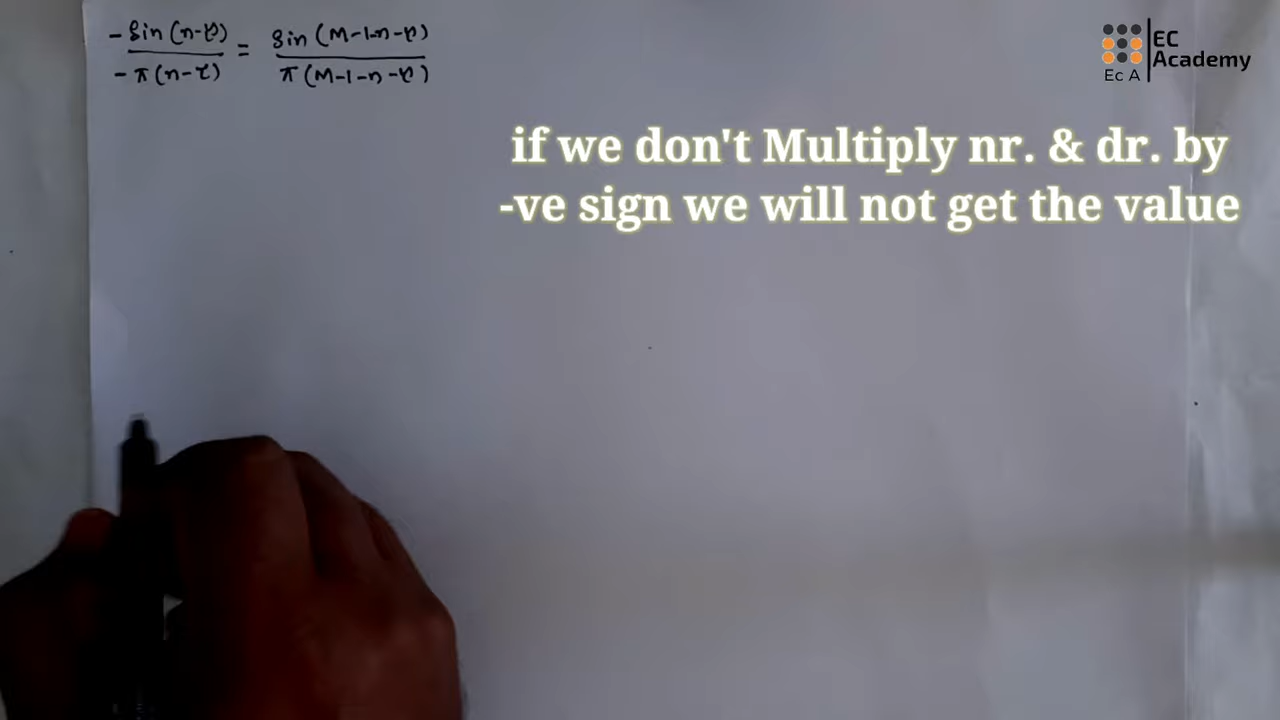 -sin(n-τ) / -π(n-τ) = sin(M-1-n-τ) / π(M-1-n-τ)
EC
Academy
Ec A
if we don't Multiply nr. & dr. by
-ve sign we will not get the value